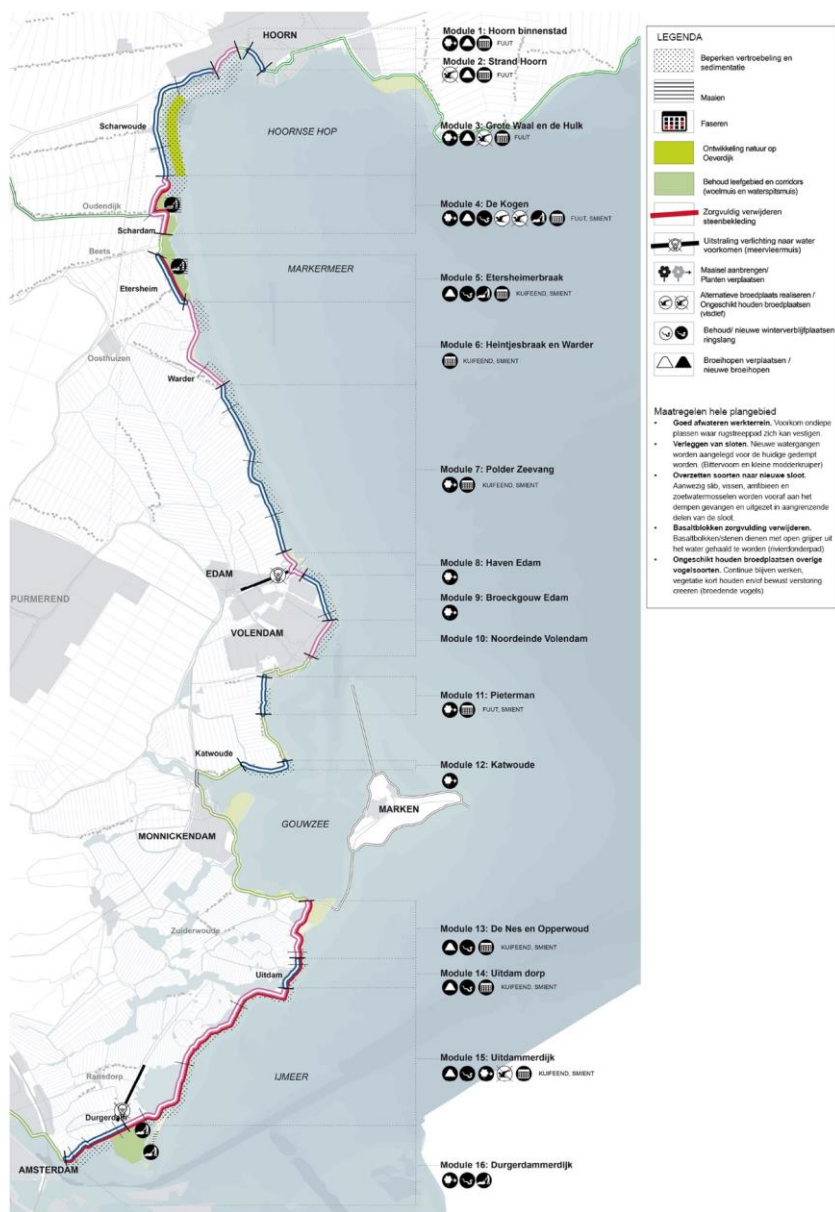 HOORN
Scharwoude
HOORNSE HOP
Oudendijk
Schardam
Beets
MARKERMEER
Etersheim
Oosthuizen
Warder
EDAM
PURMEREND
VOLENDAM
Katwoude
MARKEN
GOUWZEE
MONNICKENDAM
Zuiderwoude
Uitdam
IJMEER
Ransdorp
Durgerdam
AMSTERDAM
Module 1: Hoorn binnenstad
FUUT
Module 2: Strand Hoorn
FUUT
Module 3: Grote Waal en de Hulk
FUUT
Module 4: De Kogen
FUUT, SMIENT
Module 5: Etersheimerbraak
KUIFEEND, SMIENT
Module 6: Heintjesbraak en Warder
KUIFEEND, SMIENT
Module 7: Polder Zeevang
KUIFEEND, SMIENT
Module 8: Haven Edam
Module 9: Broeckgouw Edam
Module 10: Noordeinde Volendam
Module 11: Pieterman
FUUT, SMIENT
Module 12: Katwoude
Module 13: De Nes en Opperwoud
KUIFEEND, SMIENT
Module 14: Uitdam dorp
KUIFEEND, SMIENT
Module 15: Uitdammerdijk
KUIFEEND, SMIENT
Module 16: Durgerdammerdijk
LEGENDA
Beperken vertroebeling en
sedimentatie
Maaien
Faseren
Ontwikkeling natuur op
Oeverdijk
Behoud leefgebied en corridors
(woelmuis en waterspitsmuis)
Zorgvuldig verwijderen
steenbekleding
Uitstraling verlichting naar water
voorkomen (meervleermuis)
Maaisel aanbrengen/
Planten verplaatsen
Alternatieve broedplaats realiseren /
Ongeschikt houden broedplaatsen
(visdief)
Behoud/ nieuwe winterverblijfplaatsen
ringslang
Broeihopen verplaatsen /
nieuwe broeihopen
Maatregelen hele plangebied
• Goed afwateren werkterrein. Voorkom ondiepe
plassen waar rugstreeppad zich kan vestigen.
• Verleggen van sloten. Nieuwe watergangen
worden aangelegd voor de huidige gedempt
worden. (Bittervoorn en kleine modderkruiper)
• Overzetten soorten naar nieuwe sloot.
Aanwezig slib, vissen, amfibieen en
zoetwatermosselen worden vooraf aan het
dempen gevangen en uitgezet in aangrenzende
delen van de sloot.
• Basaltblokken zorgvulding verwijderen.
Basaltbolkken/stenen dienen met open grijper uit
het water gehaald te worden (rivierdonderpad)
• Ongeschikt houden broedplaatsen overige
vogelsoorten. Continue blijven werken,
vegetatie kort houden en/of bewust verstoring
creeren (broedende vogels)